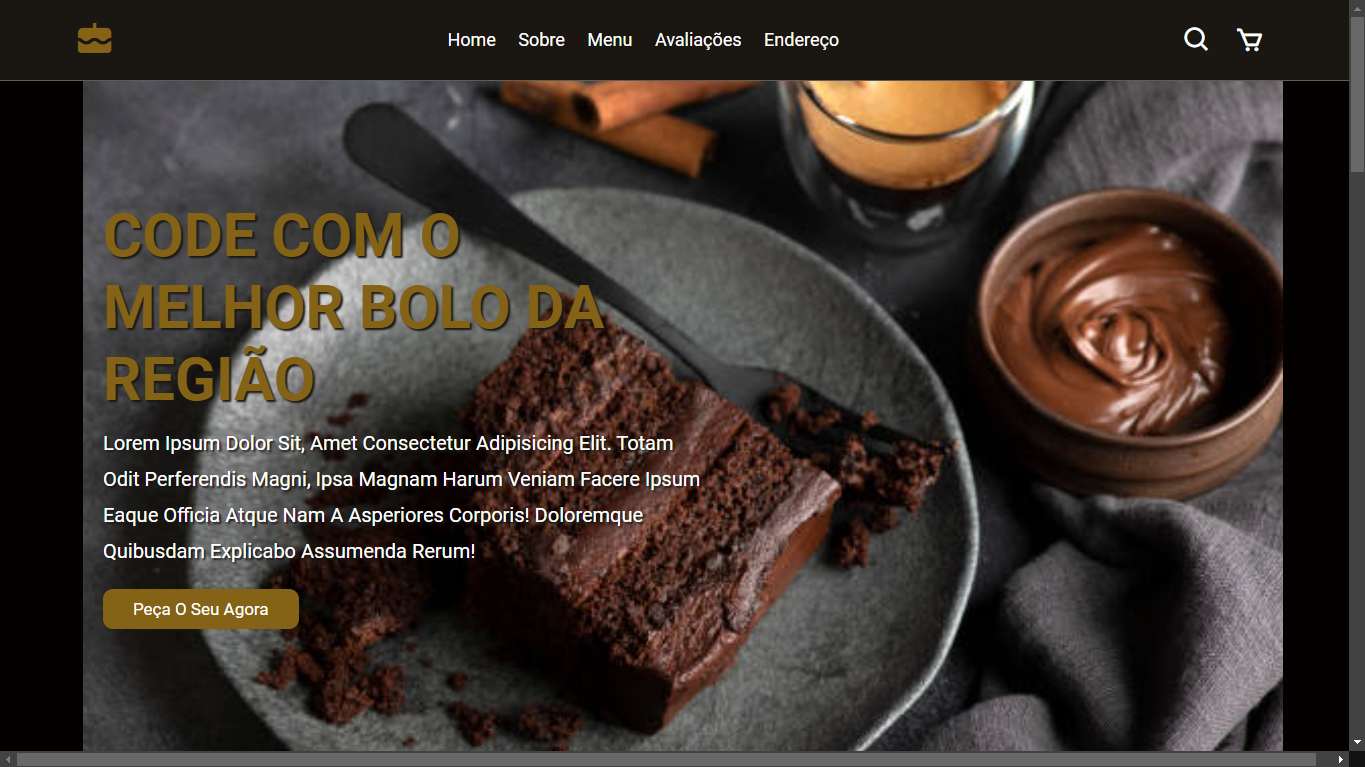 Home Sobre Menu Avaliações Endereço
CODE COM O
MELHOR BOLO DA
REGIÃO
Lorem Ipsum Dolor Sit, Amet Consectetur Adipisicing Elit. Totam
Odit Perferendis Magni, Ipsa Magnam Harum Veniam Facere Ipsum
Eaque Officia Atque Nam A Asperiores Corporis! Doloremque
Quibusdam Explicabo Assumenda Rerum!
Peça O Seu Agora